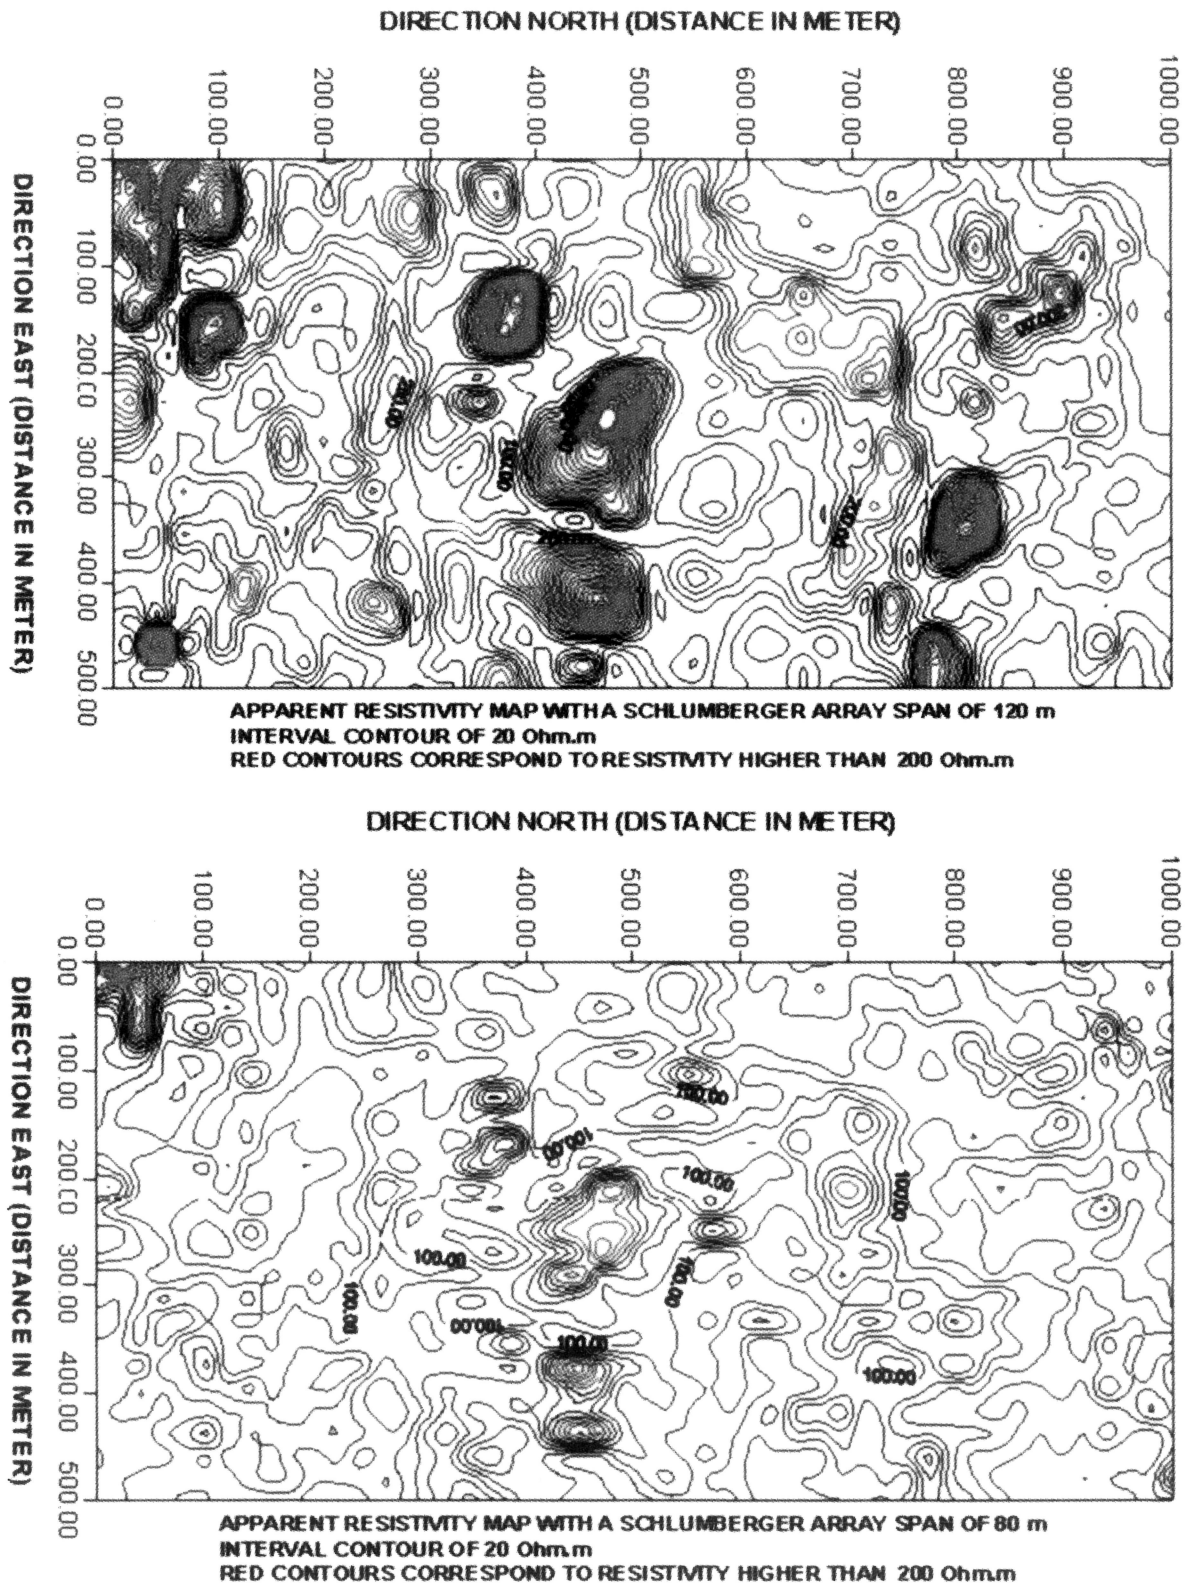 DIRECTION NORTH (DISTANCE IN METER)
0.00 100.00 200.00 300.00 400.00 500.00 600.00 700.00 800.00 900.00 1000.00
DIRECTION EAST (DISTANCE IN METER)
0.00 100.00 200.00 300.00 400.00 500.00
200.00
200.00
200.00
APPARENT RESISTIVITY MAP WITH A SCHLUMBERGER ARRAY SPAN OF 120 m
INTERVAL CONTOUR OF 20 Ohm.m
RED CONTOURS CORRESPOND TO RESISTIVITY HIGHER THAN 200 Ohm.m
DIRECTION NORTH (DISTANCE IN METER)
0.00 100.00 200.00 300.00 400.00 500.00 600.00 700.00 800.00 900.00 1000.00
DIRECTION EAST (DISTANCE IN METER)
0.00 100.00 200.00 300.00 400.00 500.00
100.00
100.00
100.00
100.00
100.00
100.00
100.00
100.00
100.00
APPARENT RESISTIVITY MAP WITH A SCHLUMBERGER ARRAY SPAN OF 80 m
INTERVAL CONTOUR OF 20 Ohm.m
RED CONTOURS CORRESPOND TO RESISTIVITY HIGHER THAN 200 Ohm.m